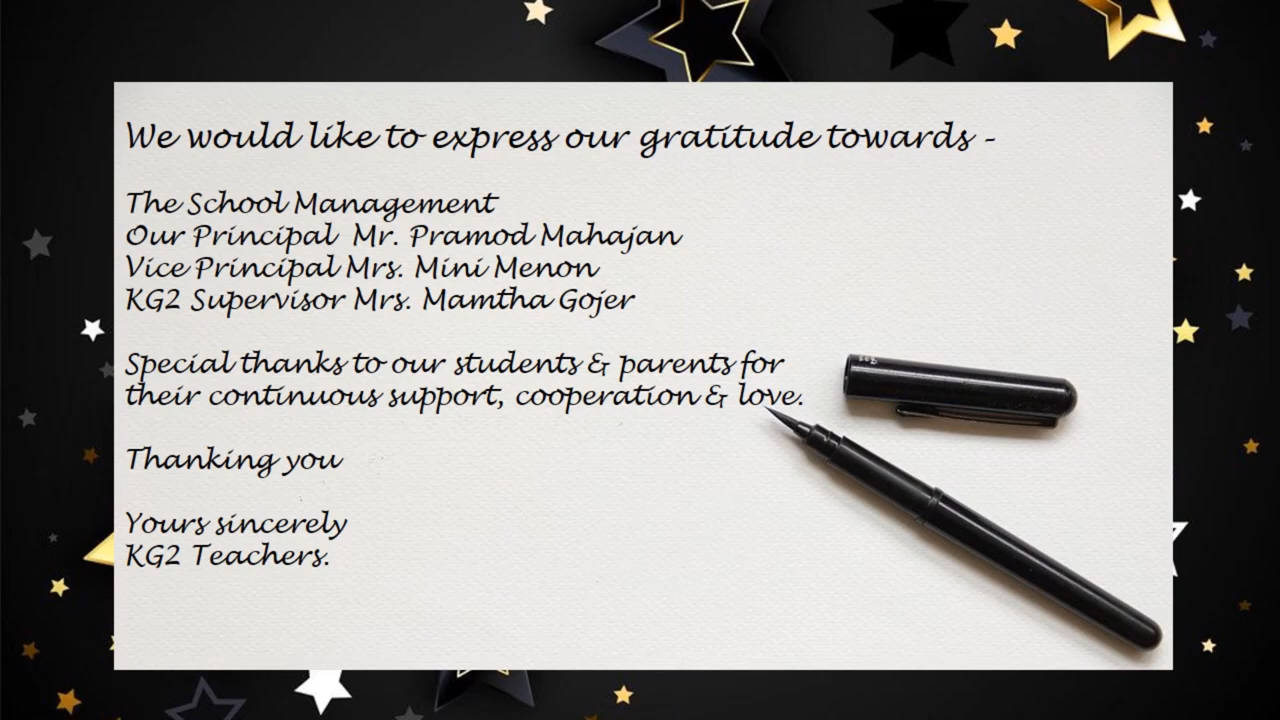 We would like to express our gratitude towards -
The School Management
Our Principal Mr. Pramod Mahajan
Vice Principal Mrs. Mini Menon
KG2 Supervisor Mrs. Mamtha Gojer
Special thanks to our students & parents for
their continuous support, cooperation & love.
Thanking you
Yours sincerely
KG2 Teachers.